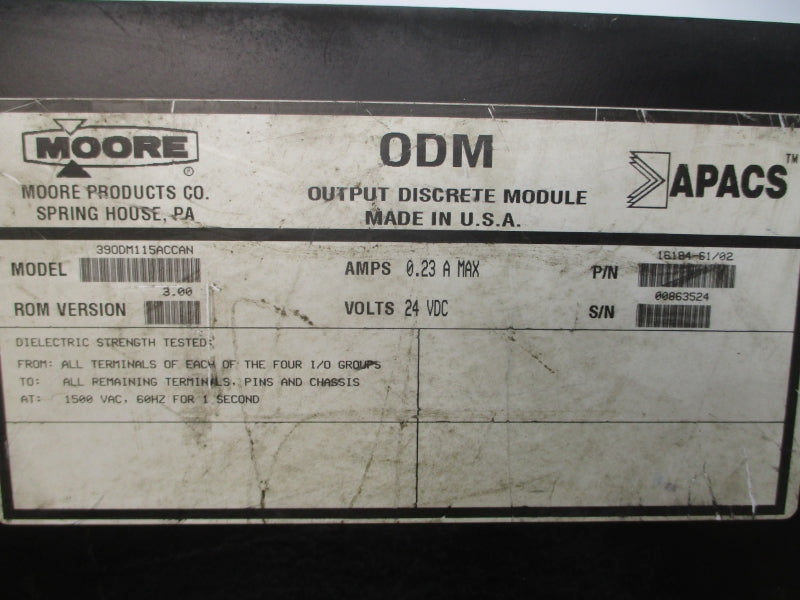 MOORE
®
MOORE PRODUCTS CO.
SPRING HOUSE, PA
ODM
OUTPUT DISCRETE MODULE
MADE IN U.S.A.
APACS™
MODEL 39ODM115ACCAN
ROM VERSION 3.00
AMPS 0.23 A MAX
VOLTS 24 VDC
P/N 16184-61/02
S/N 00863524
DIELECTRIC STRENGTH TESTED:
FROM: ALL TERMINALS OF EACH OF THE FOUR I/O GROUPS
TO: ALL REMAINING TERMINALS, PINS AND CHASSIS
AT: 1500 VAC, 60HZ FOR 1 SECOND